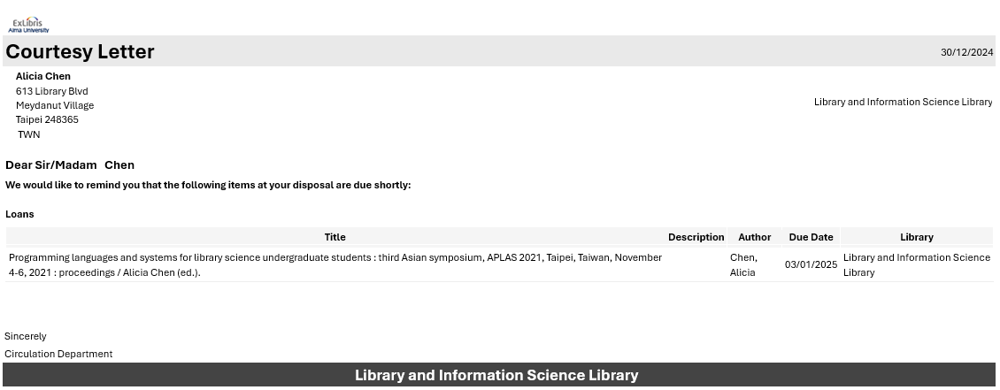 ExLibris
Alma University
Courtesy Letter 30/12/2024
Alicia Chen
613 Library Blvd
Meydanut Village
Taipei 248365
TWN
Library and Information Science Library
Dear Sir/Madam Chen
We would like to remind you that the following items at your disposal are due shortly:
Loans
Title Description Author Due Date Library
Programming languages and systems for library science undergraduate students : third Asian symposium, APLAS 2021, Taipei, Taiwan, November
4-6, 2021 : proceedings / Alicia Chen (ed.).
Chen,
Alicia
03/01/2025
Library and Information Science
Library
Sincerely
Circulation Department
Library and Information Science Library